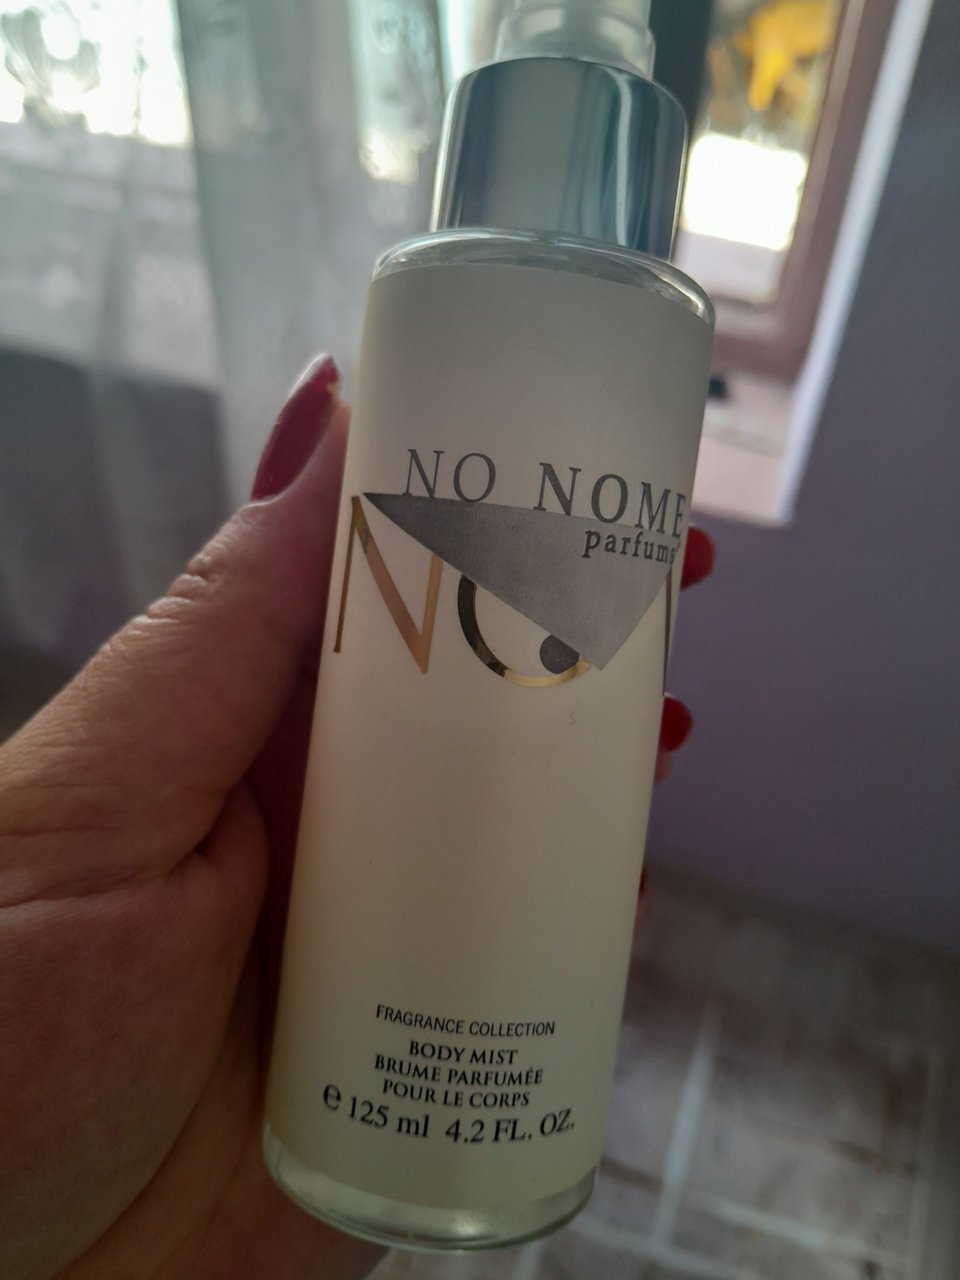 NO NOME
parfums
NO
FRAGRANCE COLLECTION
BODY MIST
BRUME PARFUMÉE
POUR LE CORPS
℮ 125 ml 4.2 FL. OZ.